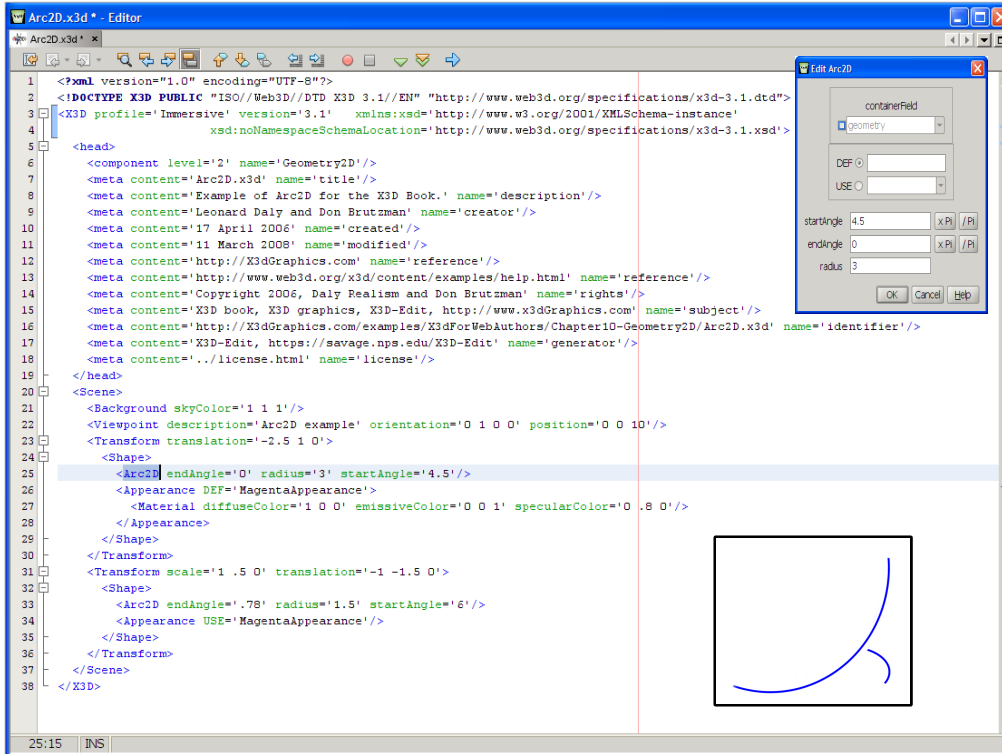 Arc2D.x3d * - Editor
Arc2D.x3d *
1 <?xml version="1.0" encoding="UTF-8"?>
2 <!DOCTYPE X3D PUBLIC "ISO//Web3D//DTD X3D 3.1//EN" "http://www.web3d.org/specifications/x3d-3.1.dtd">
3 <X3D profile='Immersive' version='3.1' xmlns:xsd='http://www.w3.org/2001/XMLSchema-instance'
4 xsd:noNamespaceSchemaLocation='http://www.web3d.org/specifications/x3d-3.1.xsd'>
5 <head>
6 <component level='2' name='Geometry2D'/>
7 <meta content='Arc2D.x3d' name='title'/>
8 <meta content='Example of Arc2D for the X3D Book.' name='description'/>
9 <meta content='Leonard Daly and Don Brutzman' name='creator'/>
10 <meta content='17 April 2006' name='created'/>
11 <meta content='11 March 2008' name='modified'/>
12 <meta content='http://X3dGraphics.com' name='reference'/>
13 <meta content='http://www.web3d.org/x3d/content/examples/help.html' name='reference'/>
14 <meta content='Copyright 2006, Daly Realism and Don Brutzman' name='rights'/>
15 <meta content='X3D book, X3D graphics, X3D-Edit, http://www.x3dGraphics.com' name='subject'/>
16 <meta content='http://X3dGraphics.com/examples/X3dForWebAuthors/Chapter10-Geometry2D/Arc2D.x3d' name='identifier'/>
17 <meta content='X3D-Edit, https://savage.nps.edu/X3D-Edit' name='generator'/>
18 <meta content='../license.html' name='license'/>
19 </head>
20 <Scene>
21 <Background skyColor='1 1 1'/>
22 <Viewpoint description='Arc2D example' orientation='0 1 0 0' position='0 0 10'/>
23 <Transform translation='-2.5 1 0'>
24 <Shape>
25 <Arc2D endAngle='0' radius='3' startAngle='4.5'/>
26 <Appearance DEF='MagentaAppearance'>
27 <Material diffuseColor='1 0 0' emissiveColor='0 0 1' specularColor='0 .8 0'/>
28 </Appearance>
29 </Shape>
30 </Transform>
31 <Transform scale='1 .5 0' translation='-1 -1.5 0'>
32 <Shape>
33 <Arc2D endAngle='.78' radius='1.5' startAngle='6'/>
34 <Appearance USE='MagentaAppearance'/>
35 </Shape>
36 </Transform>
37 </Scene>
38 </X3D>
Edit Arc2D
containerField
geometry
DEF
USE
startAngle 4.5 x Pi / Pi
endAngle 0 x Pi / Pi
radius 3
OK Cancel Help
25:15 INS